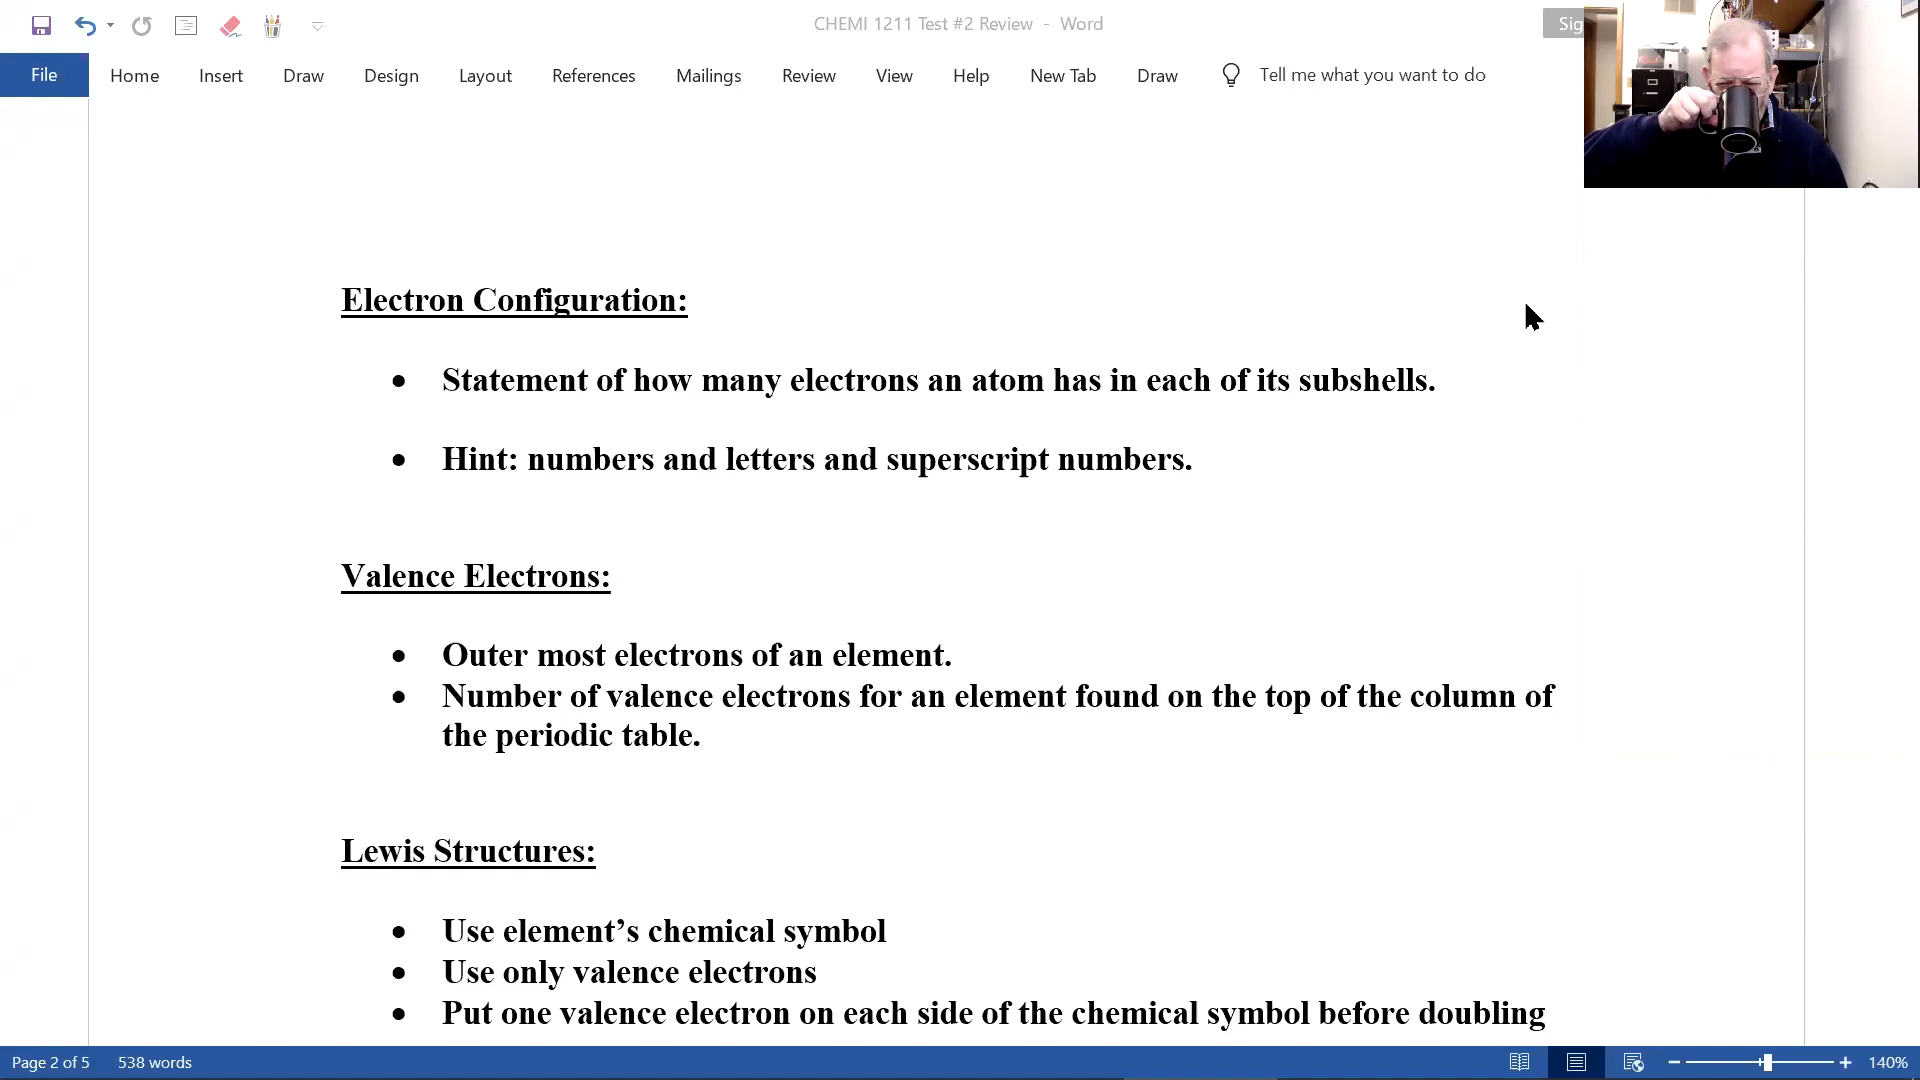 CHEMI 1211 Test #2 Review - Word
Sig
File Home Insert Draw Design Layout References Mailings Review View Help New Tab Draw Tell me what you want to do
Electron Configuration:
• Statement of how many electrons an atom has in each of its subshells.
• Hint: numbers and letters and superscript numbers.
Valence Electrons:
• Outer most electrons of an element.
• Number of valence electrons for an element found on the top of the column of
the periodic table.
Lewis Structures:
• Use element’s chemical symbol
• Use only valence electrons
• Put one valence electron on each side of the chemical symbol before doubling
Page 2 of 5 538 words 140%